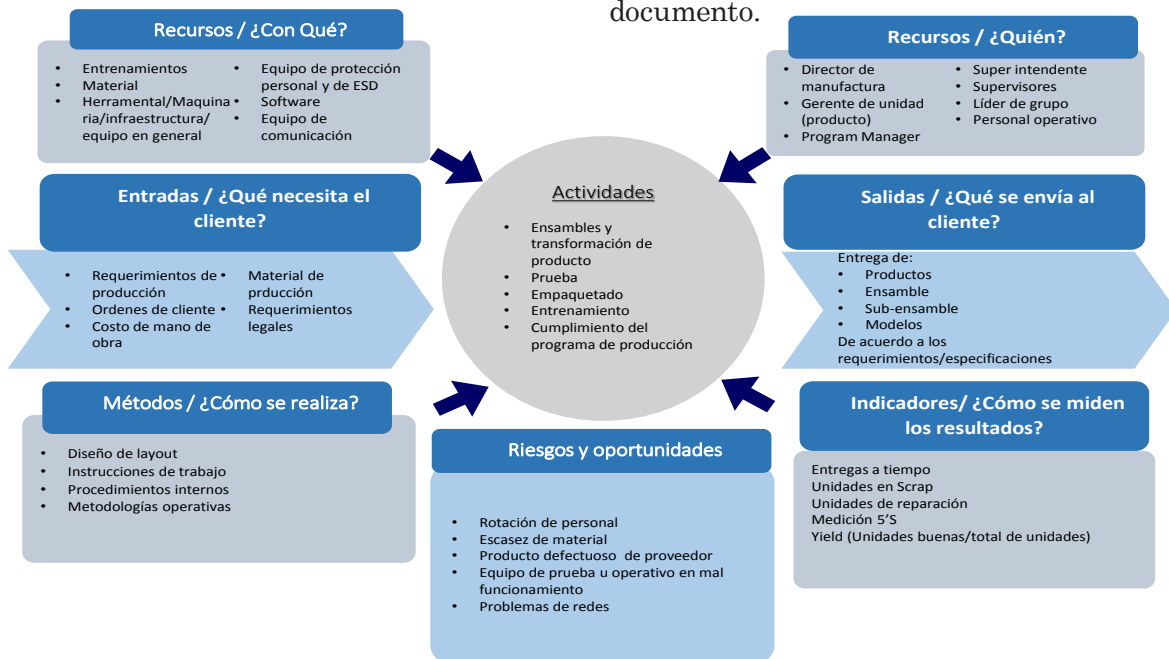 documento.
Recursos / ¿Con Qué?
• Entrenamientos
• Material
• Herramental/Maquina
ria/infraestructura/
equipo en general
• Equipo de protección
personal y de ESD
• Software
• Equipo de
comunicación
Recursos / ¿Quién?
• Director de
manufactura
• Gerente de unidad
(producto)
• Program Manager
• Super intendente
• Supervisores
• Líder de grupo
• Personal operativo
Entradas / ¿Qué necesita el
cliente?
• Requerimientos de
producción
• Ordenes de cliente
• Costo de mano de
obra
• Material de
prducción
• Requerimientos
legales
Actividades
• Ensambles y
transformación de
producto
• Prueba
• Empaquetado
• Entrenamiento
• Cumplimiento del
programa de producción
Salidas / ¿Qué se envía al
cliente?
Entrega de:
• Productos
• Ensamble
• Sub-ensamble
• Modelos
De acuerdo a los
requerimientos/especificaciones
Métodos / ¿Cómo se realiza?
• Diseño de layout
• Instrucciones de trabajo
• Procedimientos internos
• Metodologías operativas
Riesgos y oportunidades
• Rotación de personal
• Escasez de material
• Producto defectuoso de proveedor
• Equipo de prueba u operativo en mal
funcionamiento
• Problemas de redes
Indicadores/ ¿Cómo se miden
los resultados?
Entregas a tiempo
Unidades en Scrap
Unidades de reparación
Medición 5’S
Yield (Unidades buenas/total de unidades)